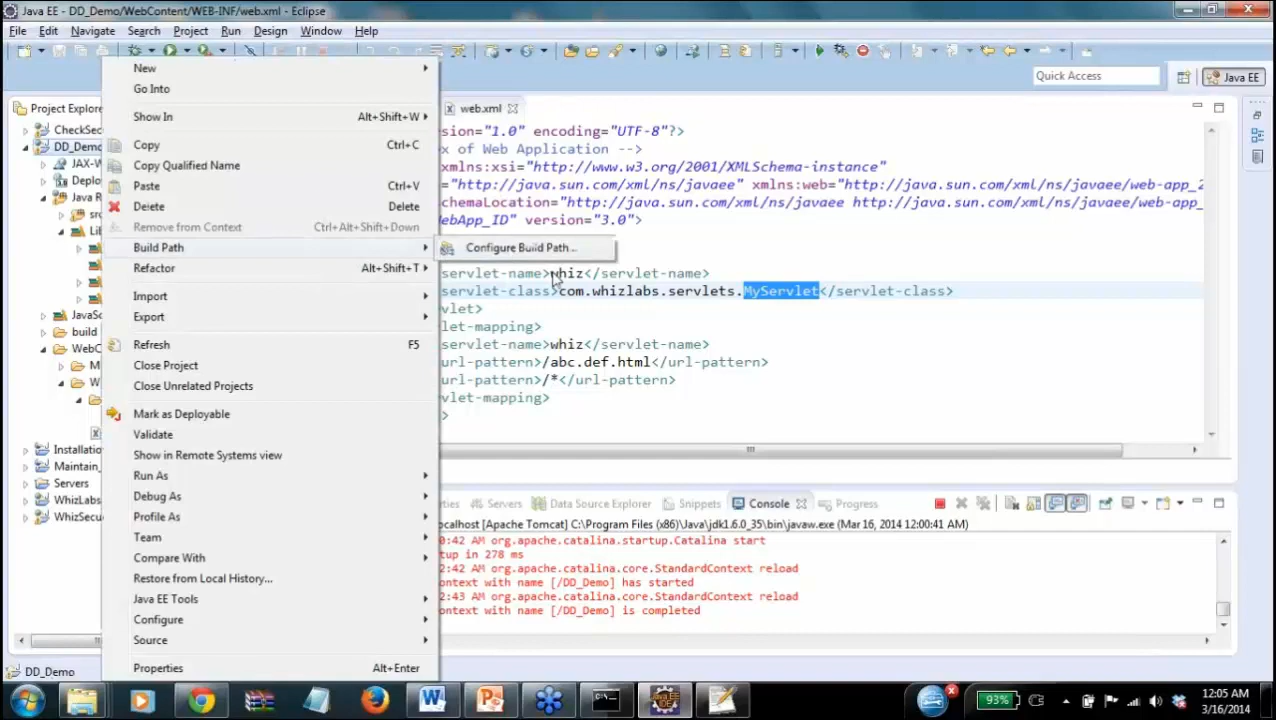 Java EE - DD_Demo/WebContent/WEB-INF/web.xml - Eclipse
File Edit Navigate Search Project Run Design Window Help
Quick Access
Java EE
Project Explore
CheckSec
DD_Demo
JAX-W
Deploy
Java R
sr
Lil
JavaSc
build
WebC
M
W
Installatio
Maintain_
Servers
WhizLabs
WhizSecu
New
Go Into
Show In Alt+Shift+W
Copy Ctrl+C
Copy Qualified Name
Paste Ctrl+V
Delete Delete
Remove from Context Ctrl+Alt+Shift+Down
Build Path
Refactor Alt+Shift+T
Import
Export
Refresh F5
Close Project
Close Unrelated Projects
Mark as Deployable
Validate
Show in Remote Systems view
Run As
Debug As
Profile As
Team
Compare With
Restore from Local History...
Java EE Tools
Configure
Source
Properties Alt+Enter
Configure Build Path...
web.xml
ersion="1.0" encoding="UTF-8"?>
x of Web Application -->
xmlns:xsi="http://www.w3.org/2001/XMLSchema-instance"
="http://java.sun.com/xml/ns/javaee" xmlns:web="http://java.sun.com/xml/ns/javaee/web-app_2
chemaLocation="http://java.sun.com/xml/ns/javaee http://java.sun.com/xml/ns/javaee/web-app_
ebApp_ID" version="3.0">
servlet-name>whiz</servlet-name>
servlet-class>com.whizlabs.servlets.MyServlet</servlet-class>
vlet>
let-mapping>
servlet-name>whiz</servlet-name>
url-pattern>/abc.def.html</url-pattern>
url-pattern>/*</url-pattern>
vlet-mapping>
>
rties Servers Data Source Explorer Snippets Console Progress
ocalhost [Apache Tomcat] C:\Program Files (x86)\Java\jdk1.6.0_35\bin\javaw.exe (Mar 16, 2014 12:00:41 AM)
0:42 AM org.apache.catalina.startup.Catalina start
tup in 278 ms
2:42 AM org.apache.catalina.core.StandardContext reload
ontext with name [/DD_Demo] has started
2:43 AM org.apache.catalina.core.StandardContext reload
ontext with name [/DD_Demo] is completed
DD_Demo
93%
12:05 AM
3/16/2014